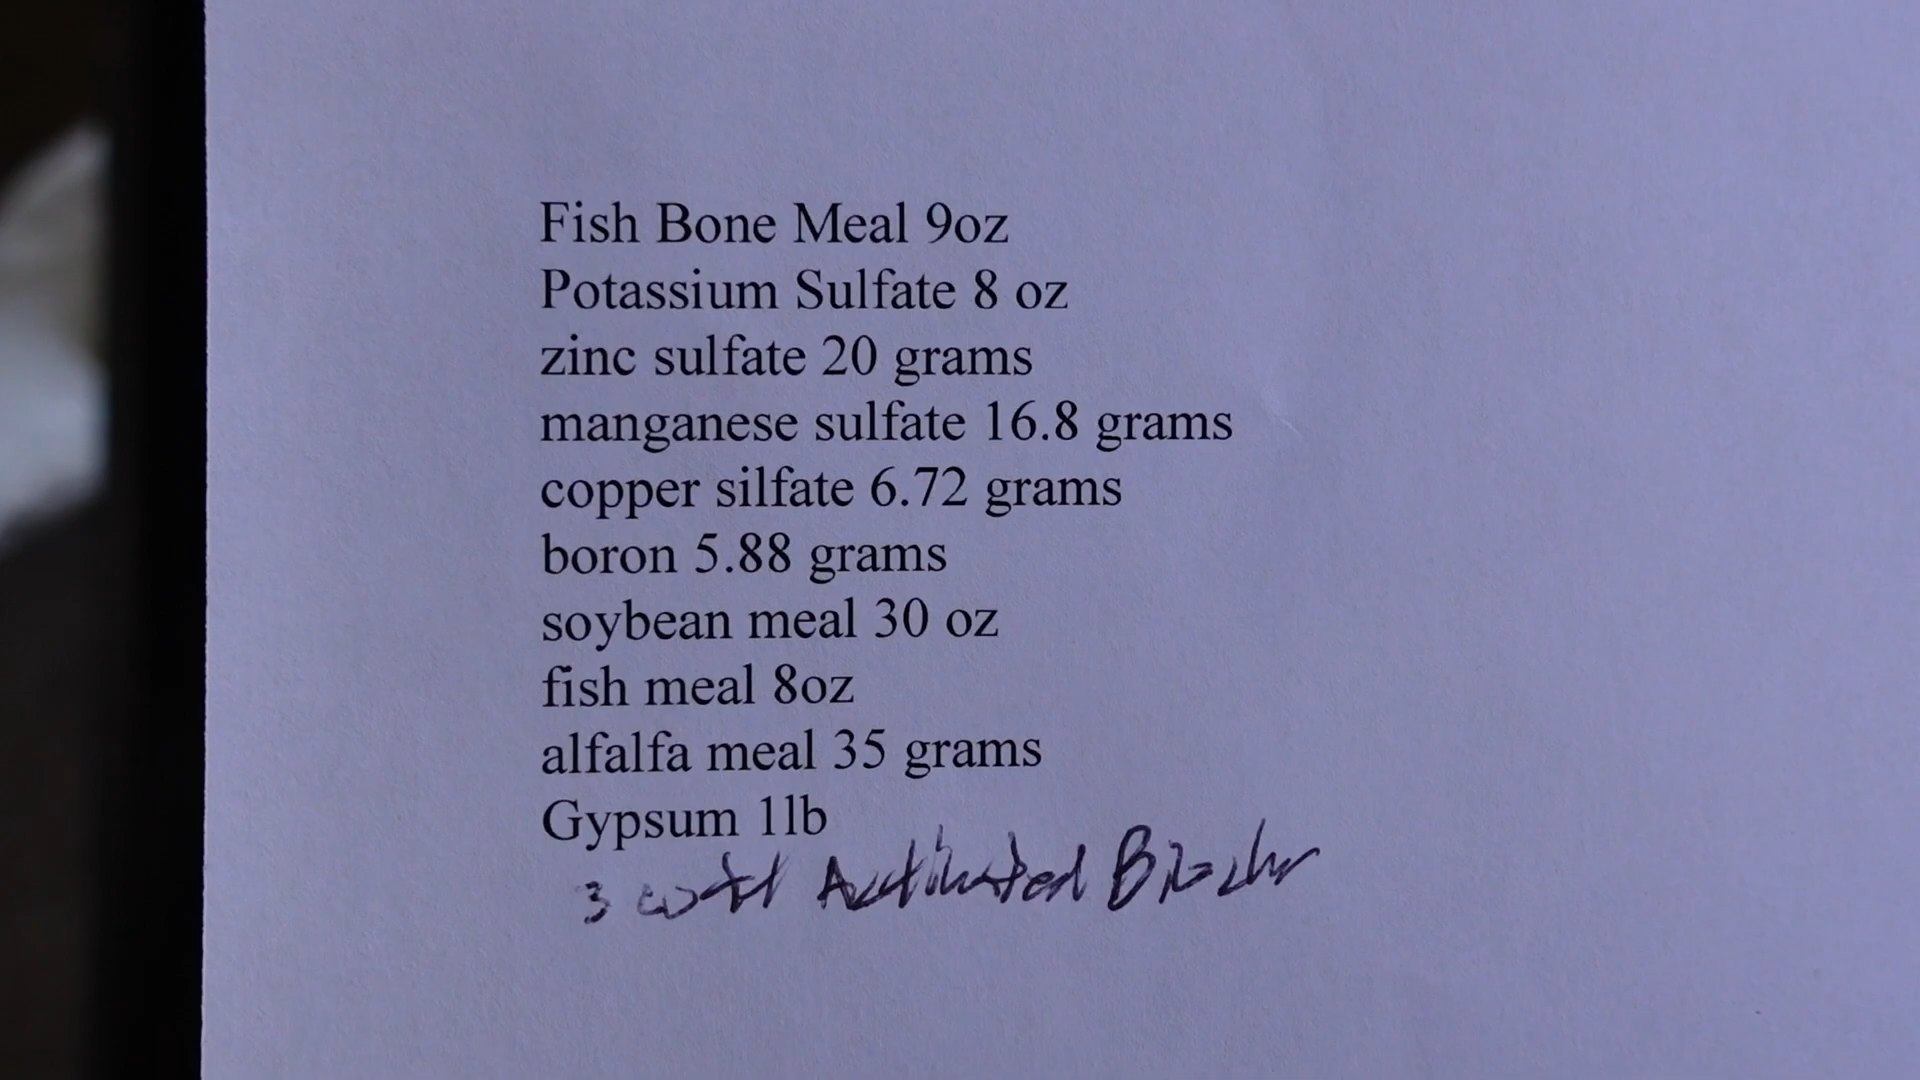 Fish Bone Meal 9oz
Potassium Sulfate 8 oz
zinc sulfate 20 grams
manganese sulfate 16.8 grams
copper silfate 6.72 grams
boron 5.88 grams
soybean meal 30 oz
fish meal 8oz
alfalfa meal 35 grams
Gypsum 1lb
3 Activated